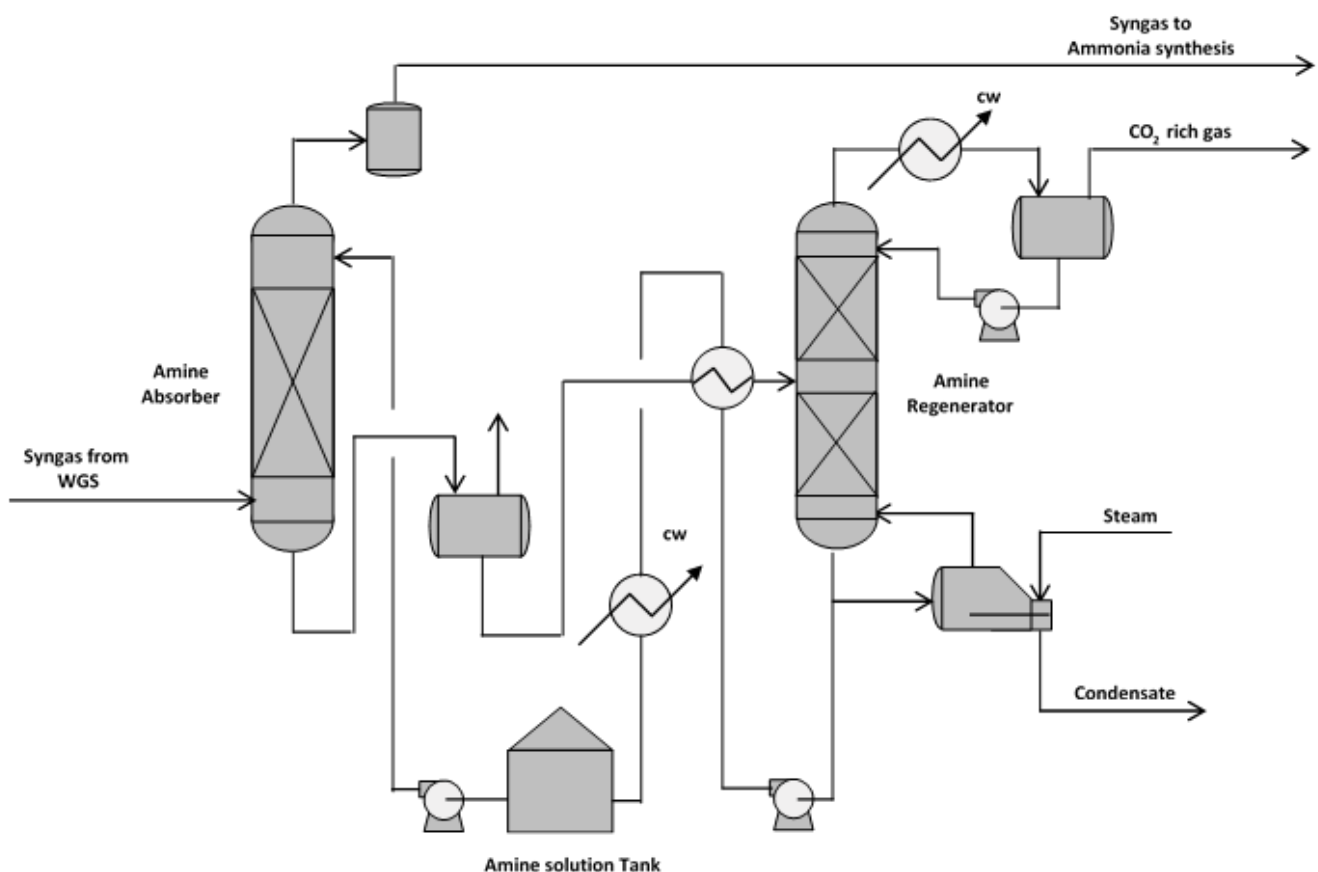 Syngas to
Ammonia synthesis
cw
CO₂ rich gas
Amine
Absorber
Amine
Regenerator
Syngas from
WGS
Steam
cw
Condensate
Amine solution Tank